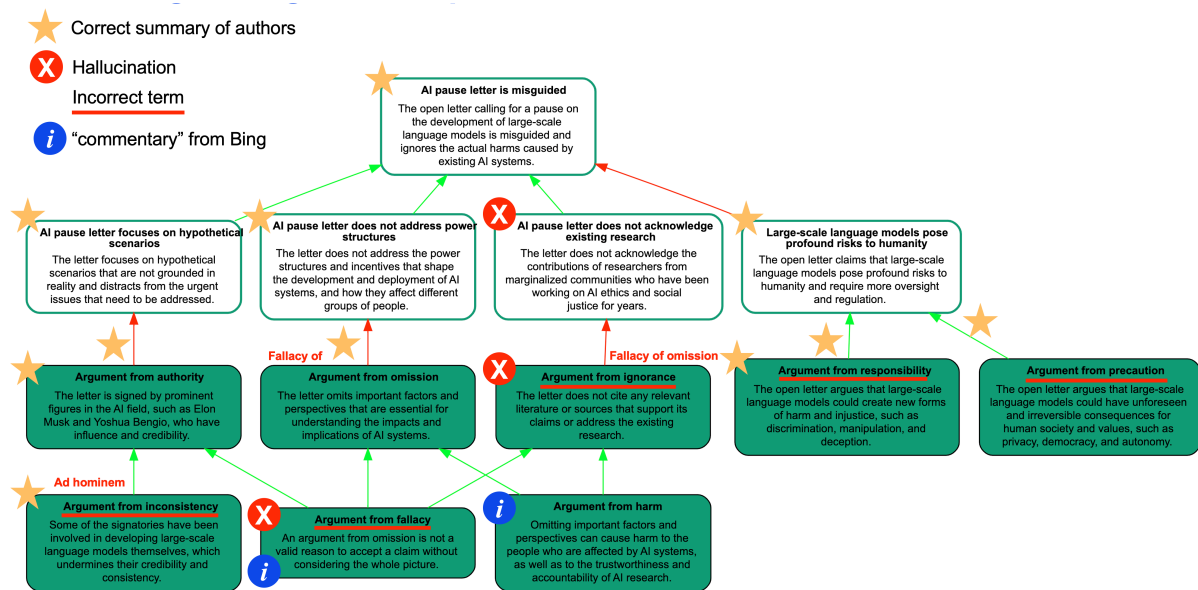 Correct summary of authors
X
Hallucination
Incorrect term
i
“commentary” from Bing
AI pause letter is misguided
The open letter calling for a pause on
the development of large-scale
language models is misguided and
ignores the actual harms caused by
existing AI systems.
AI pause letter focuses on hypothetical
scenarios
The letter focuses on hypothetical
scenarios that are not grounded in
reality and distracts from the urgent
issues that need to be addressed.
AI pause letter does not address power
structures
The letter does not address the power
structures and incentives that shape
the development and deployment of AI
systems, and how they affect different
groups of people.
X
AI pause letter does not acknowledge
existing research
The letter does not acknowledge the
contributions of researchers from
marginalized communities who have been
working on AI ethics and social
justice for years.
Large-scale language models pose
profound risks to humanity
The open letter claims that large-scale
language models pose profound risks to
humanity and require more oversight
and regulation.
Argument from authority
The letter is signed by prominent
figures in the AI field, such as Elon
Musk and Yoshua Bengio, who have
influence and credibility.
Fallacy of
Argument from omission
The letter omits important factors and
perspectives that are essential for
understanding the impacts and
implications of AI systems.
X
Fallacy of omission
Argument from ignorance
The letter does not cite any relevant
literature or sources that support its
claims or address the existing
research.
Argument from responsibility
The open letter argues that large-scale
language models could create new forms
of harm and injustice, such as
discrimination, manipulation, and
deception.
Argument from precaution
The open letter argues that large-scale
language models could have unforeseen
and irreversible consequences for
human society and values, such as
privacy, democracy, and autonomy.
Ad hominem
Argument from inconsistency
Some of the signatories have been
involved in developing large-scale
language models themselves, which
undermines their credibility and
consistency.
X
Argument from fallacy
An argument from omission is not a
valid reason to accept a claim without
considering the whole picture.
i
i
Argument from harm
Omitting important factors and
perspectives can cause harm to the
people who are affected by AI systems,
as well as to the trustworthiness and
accountability of AI research.